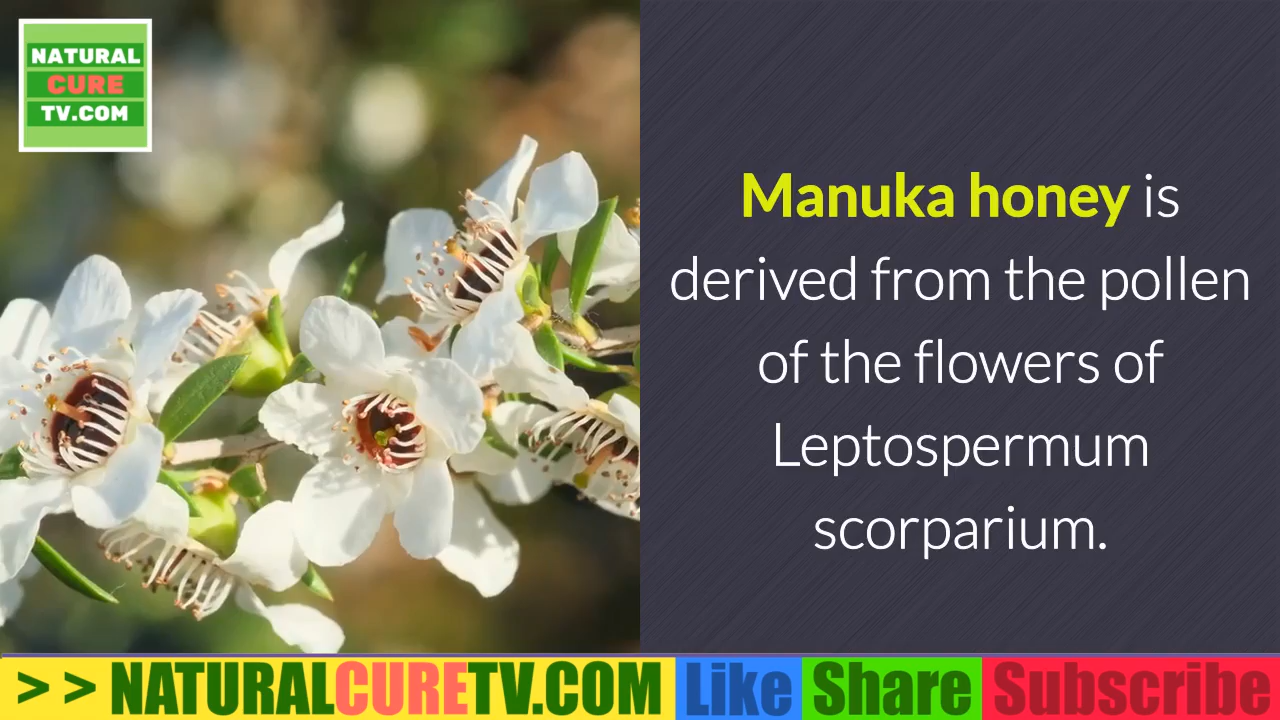 NATURAL
CURE
TV.COM
Manuka honey is
derived from the pollen
of the flowers of
Leptospermum
scorparium.
> > NATURALCURETV.COM Like Share Subscribe